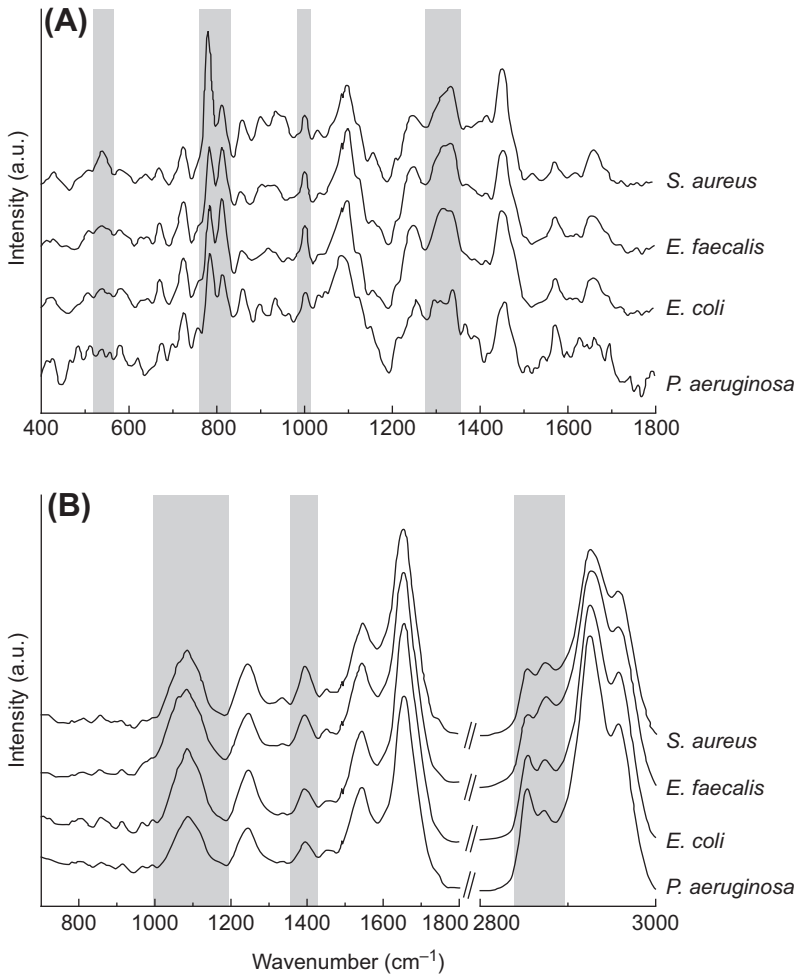 (A)
Intensity (a.u.)
S. aureus
E. faecalis
E. coli
P. aeruginosa
400 600 800 1000 1200 1400 1600 1800
(B)
Intensity (a.u.)
S. aureus
E. faecalis
E. coli
P. aeruginosa
800 1000 1200 1400 1600 1800 2800 3000
Wavenumber (cm⁻¹)